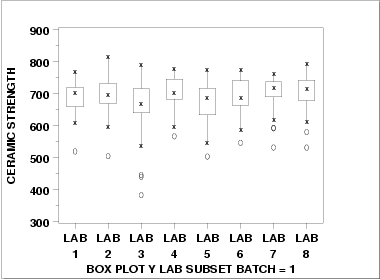 CERAMIC STRENGTH
900
800
700
600
500
400
300
LAB LAB LAB LAB LAB LAB LAB LAB
1 2 3 4 5 6 7 8
BOX PLOT Y LAB SUBSET BATCH = 1